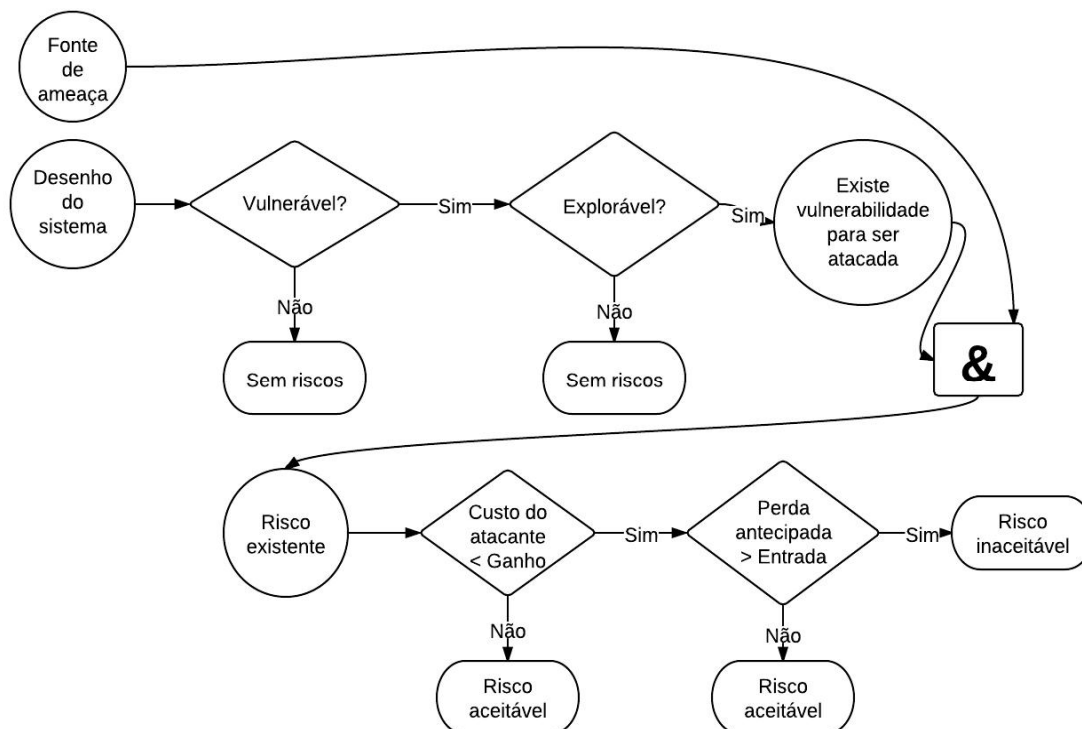 Fonte
de
ameaça
Desenho
do
sistema
Vulnerável?
Sim
Explorável?
Sim
Existe
vulnerabilidade
para ser
atacada
Não
Não
Sem riscos
Sem riscos
&
Risco
existente
Custo do
atacante
< Ganho
Sim
Perda
antecipada
> Entrada
Sim
Risco
inaceitável
Não
Não
Risco
aceitável
Risco
aceitável